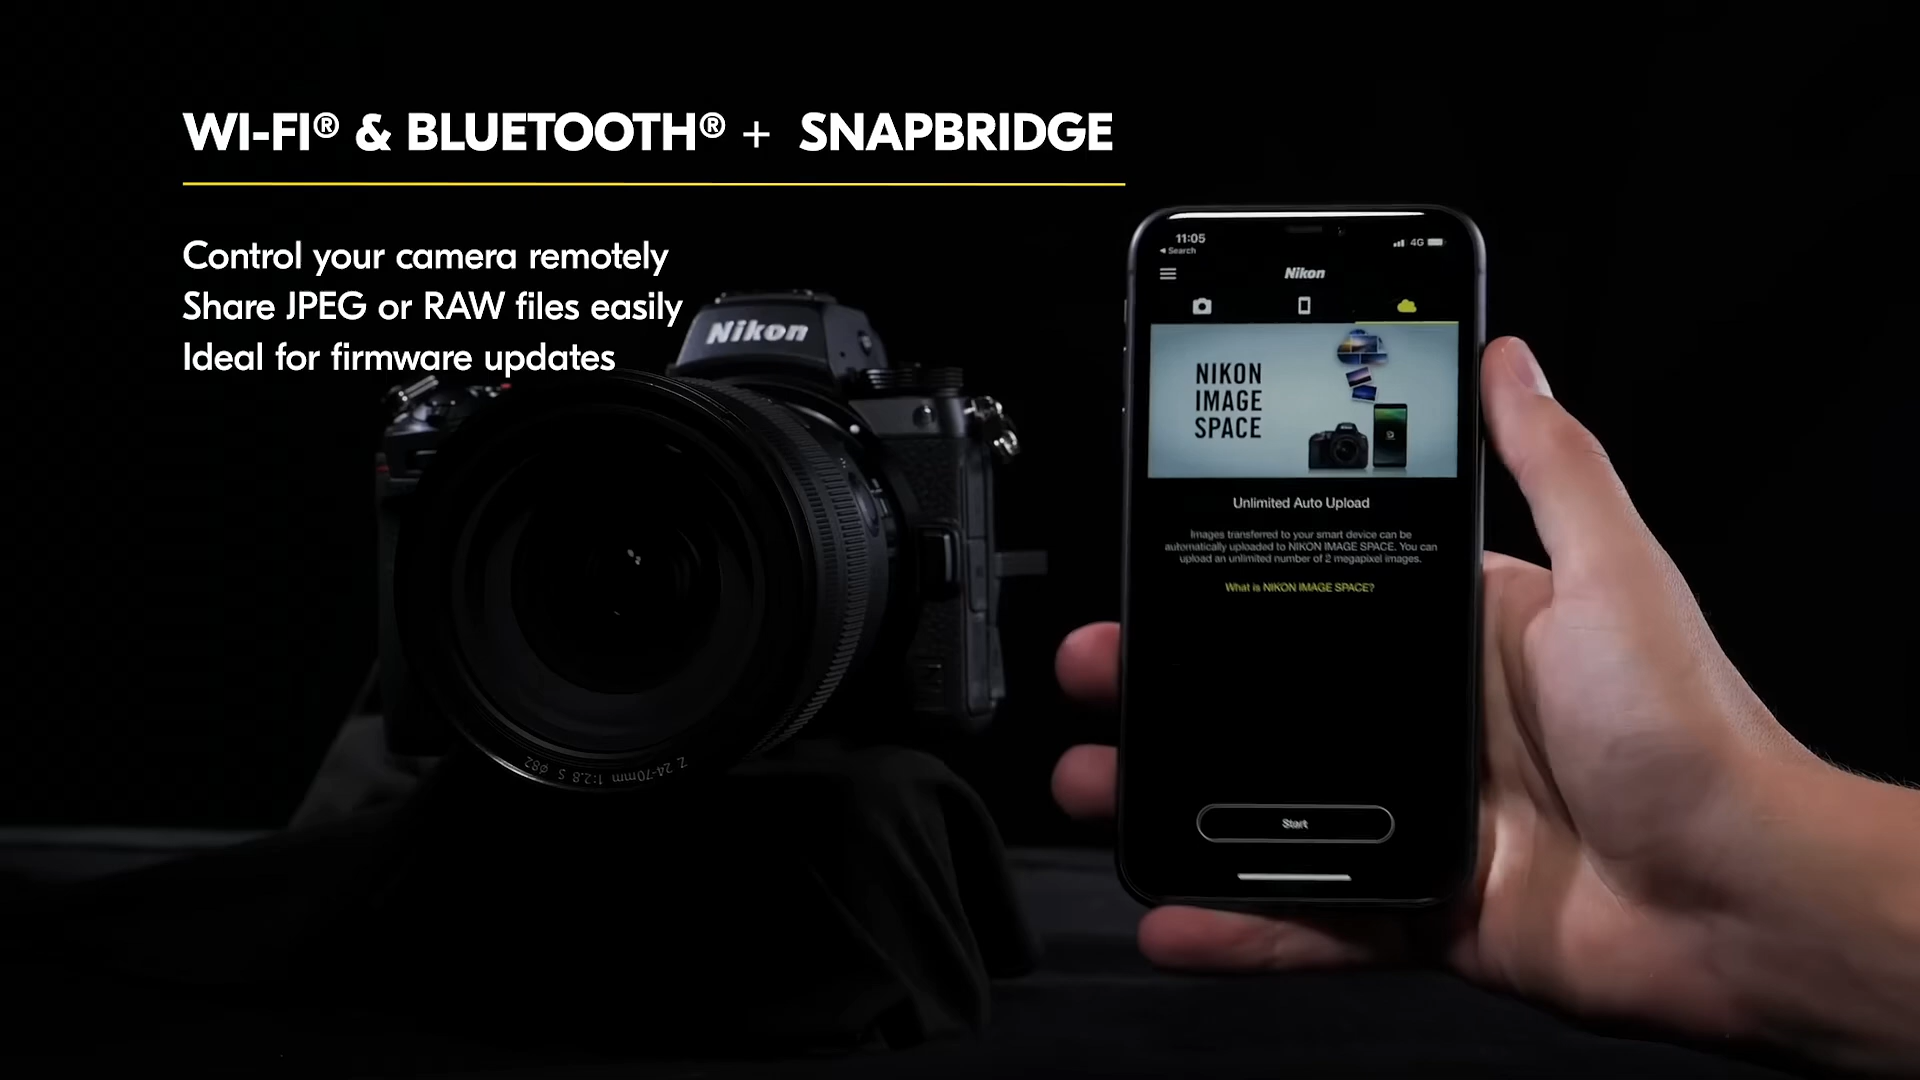 WI-FI® & BLUETOOTH® + SNAPBRIDGE
Control your camera remotely
Share JPEG or RAW files easily
Ideal for firmware updates
Nikon
Z 24-70mm 1:2.8 S ⌀82
11:05
4G
◂ Search
Nikon
NIKON
IMAGE
SPACE
Unlimited Auto Upload
Images transferred to your smart device can be
automatically uploaded to NIKON IMAGE SPACE. You can
upload an unlimited number of 2 megapixel images.
What is NIKON IMAGE SPACE?
Start